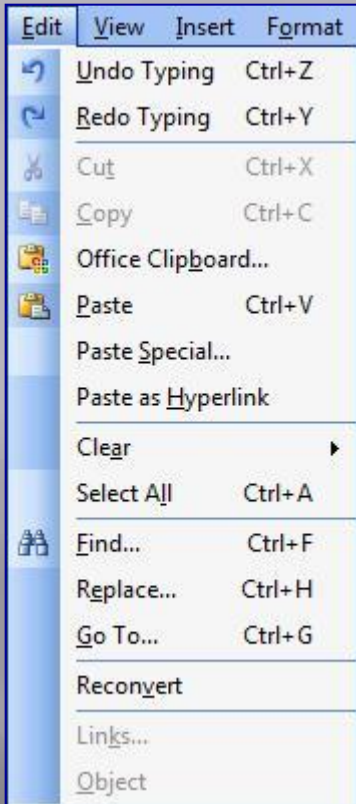 Edit View Insert Format
Undo Typing Ctrl+Z
Redo Typing Ctrl+Y
Cut Ctrl+X
Copy Ctrl+C
Office Clipboard...
Paste Ctrl+V
Paste Special...
Paste as Hyperlink
Clear
Select All Ctrl+A
Find... Ctrl+F
Replace... Ctrl+H
Go To... Ctrl+G
Reconvert
Links...
Object